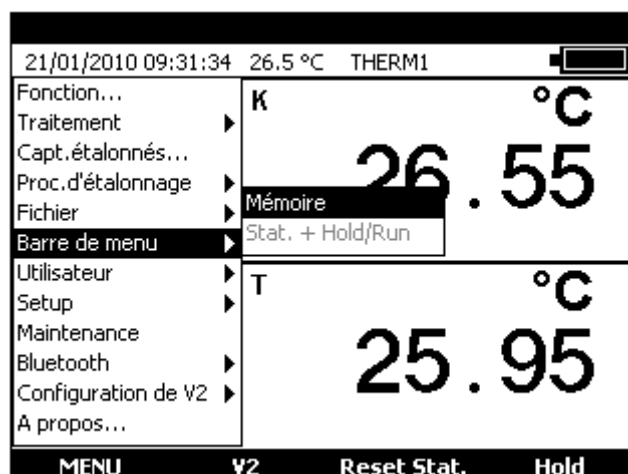 21/01/2010 09:31:34 26.5 °C THERM1
Fonction...
Traitement
Capt.étalonnés...
Proc.d'étalonnage
Fichier
Barre de menu
Utilisateur
Setup
Maintenance
Bluetooth
Configuration de V2
A propos...
Mémoire
Stat. + Hold/Run
K °C
26.55
T °C
25.95
MENU V2 Reset Stat. Hold